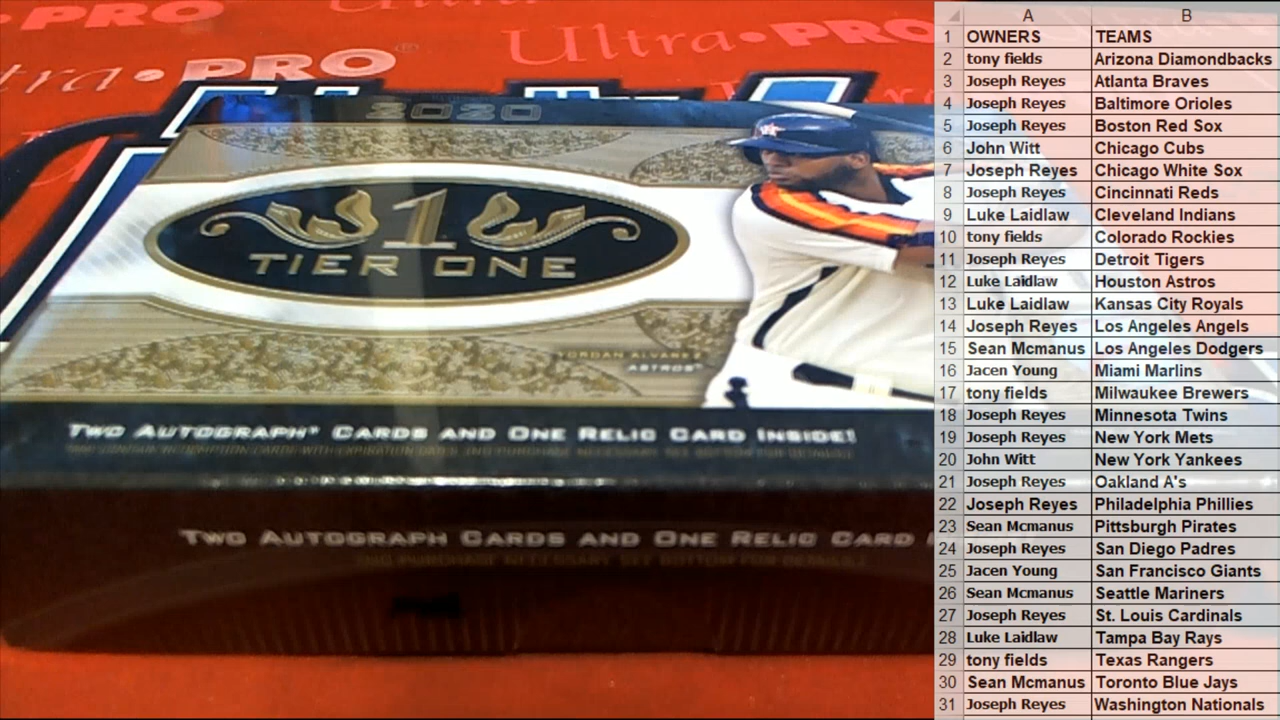 PRO
Ultra PRO
tra PRO®
2020
1
TIER ONE
YORDAN ALVAREZ
ASTROS™
TWO AUTOGRAPH* CARDS AND ONE RELIC CARD INSIDE!
TWO AUTOGRAPH CARDS AND ONE RELIC CARD
A B
1 OWNERS TEAMS
2 tony fields Arizona Diamondbacks
3 Joseph Reyes Atlanta Braves
4 Joseph Reyes Baltimore Orioles
5 Joseph Reyes Boston Red Sox
6 John Witt Chicago Cubs
7 Joseph Reyes Chicago White Sox
8 Joseph Reyes Cincinnati Reds
9 Luke Laidlaw Cleveland Indians
10 tony fields Colorado Rockies
11 Joseph Reyes Detroit Tigers
12 Luke Laidlaw Houston Astros
13 Luke Laidlaw Kansas City Royals
14 Joseph Reyes Los Angeles Angels
15 Sean Mcmanus Los Angeles Dodgers
16 Jacen Young Miami Marlins
17 tony fields Milwaukee Brewers
18 Joseph Reyes Minnesota Twins
19 Joseph Reyes New York Mets
20 John Witt New York Yankees
21 Joseph Reyes Oakland A's
22 Joseph Reyes Philadelphia Phillies
23 Sean Mcmanus Pittsburgh Pirates
24 Joseph Reyes San Diego Padres
25 Jacen Young San Francisco Giants
26 Sean Mcmanus Seattle Mariners
27 Joseph Reyes St. Louis Cardinals
28 Luke Laidlaw Tampa Bay Rays
29 tony fields Texas Rangers
30 Sean Mcmanus Toronto Blue Jays
31 Joseph Reyes Washington Nationals